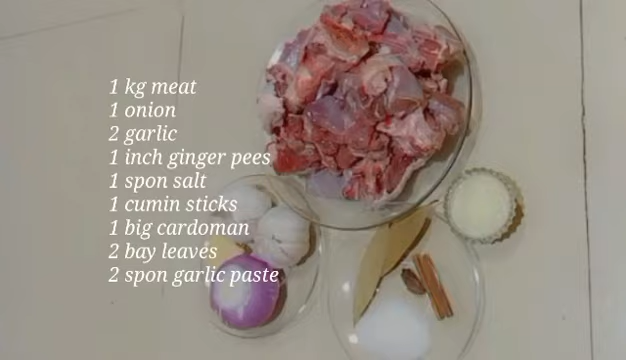 1 kg meat
1 onion
2 garlic
1 inch ginger pees
1 spon salt
1 cumin sticks
1 big cardoman
2 bay leaves
2 spon garlic paste